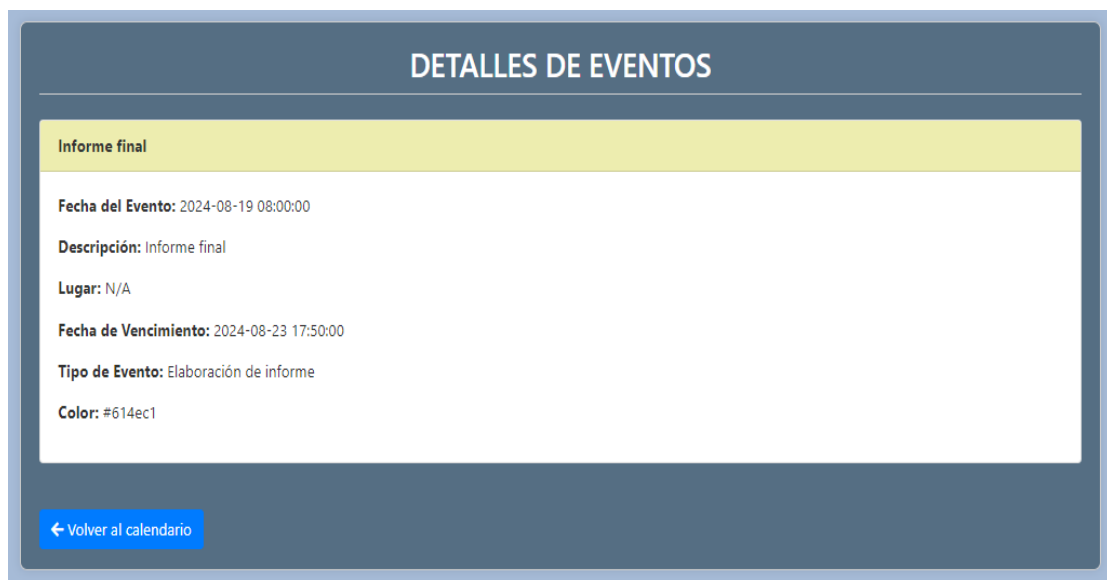 DETALLES DE EVENTOS
Informe final
Fecha del Evento: 2024-08-19 08:00:00
Descripción: Informe final
Lugar: N/A
Fecha de Vencimiento: 2024-08-23 17:50:00
Tipo de Evento: Elaboración de informe
Color: #614ec1
Volver al calendario